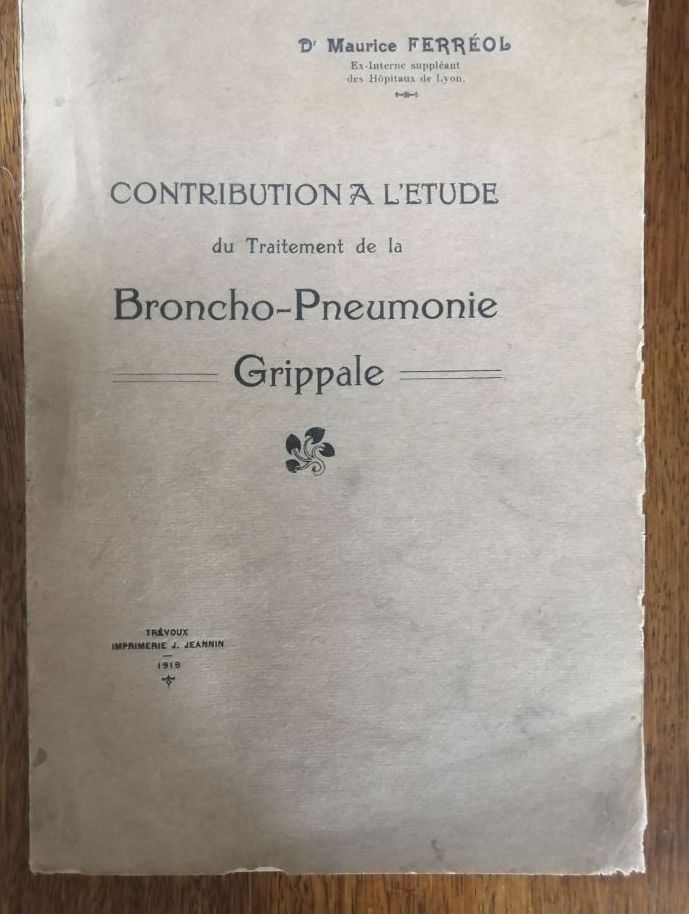 Dr Maurice FERRÉOL
Ex-Interne suppléant
des Hôpitaux de Lyon.
CONTRIBUTION A L'ETUDE
du Traitement de la
Broncho-Pneumonie
Grippale
TRÉVOUX
IMPRIMERIE J. JEANNIN
1919